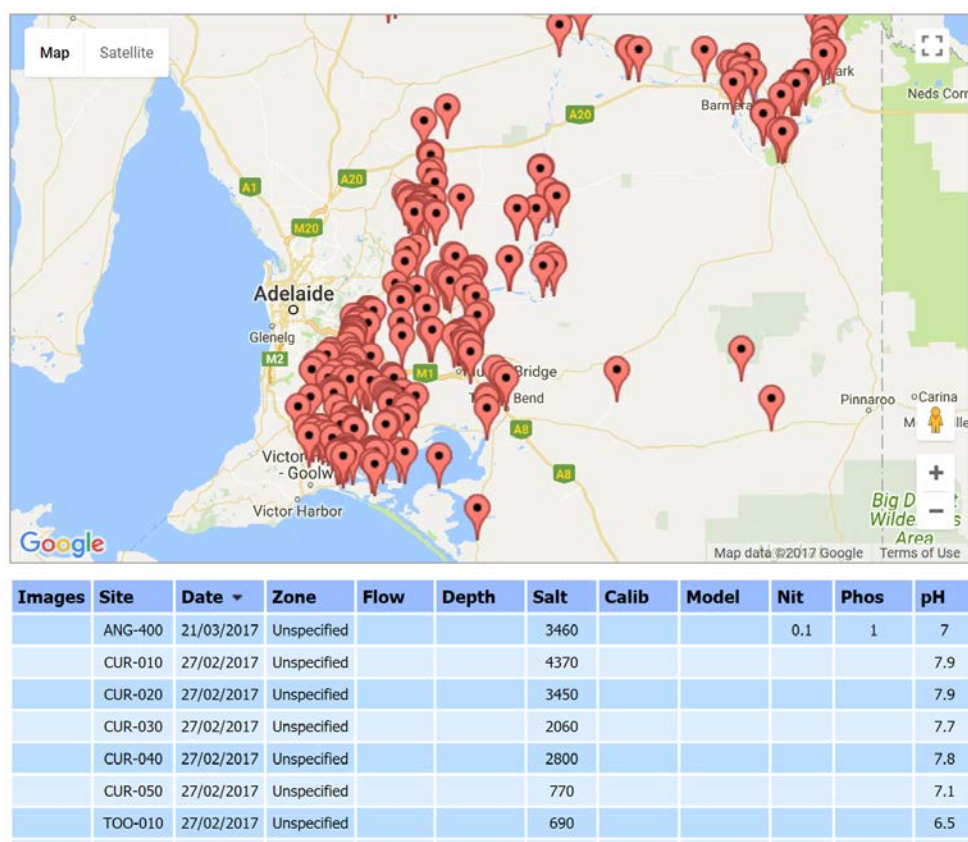 Map Satellite
ark
Neds Corn
Barmera
A20
A1
A20
M20
Adelaide
Glenelg
M2
M1
Bridge
Bend
A8
Pinnaroo
Carina
A8
Victor
- Goolw
Victor Harbor
Big D t
Wilde s
Area
Google
Map data ©2017 Google Terms of Use
Images Site Date Zone Flow Depth Salt Calib Model Nit Phos pH
ANG-400 21/03/2017 Unspecified 3460 0.1 1 7
CUR-010 27/02/2017 Unspecified 4370 7.9
CUR-020 27/02/2017 Unspecified 3450 7.9
CUR-030 27/02/2017 Unspecified 2060 7.7
CUR-040 27/02/2017 Unspecified 2800 7.8
CUR-050 27/02/2017 Unspecified 770 7.1
TOO-010 27/02/2017 Unspecified 690 6.5